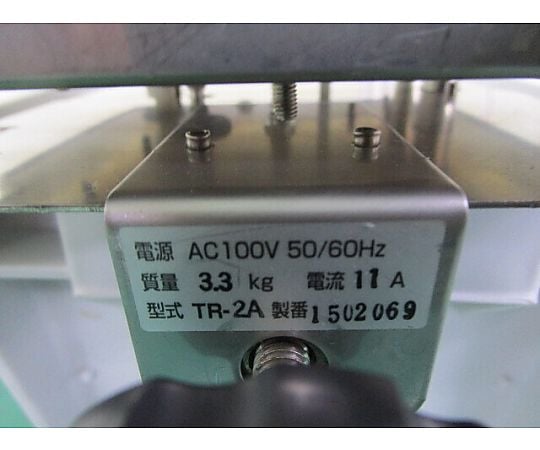 電源 AC100V 50/60Hz
質量 3.3 kg 電流 11 A
型式 TR-2A 製番 1502069